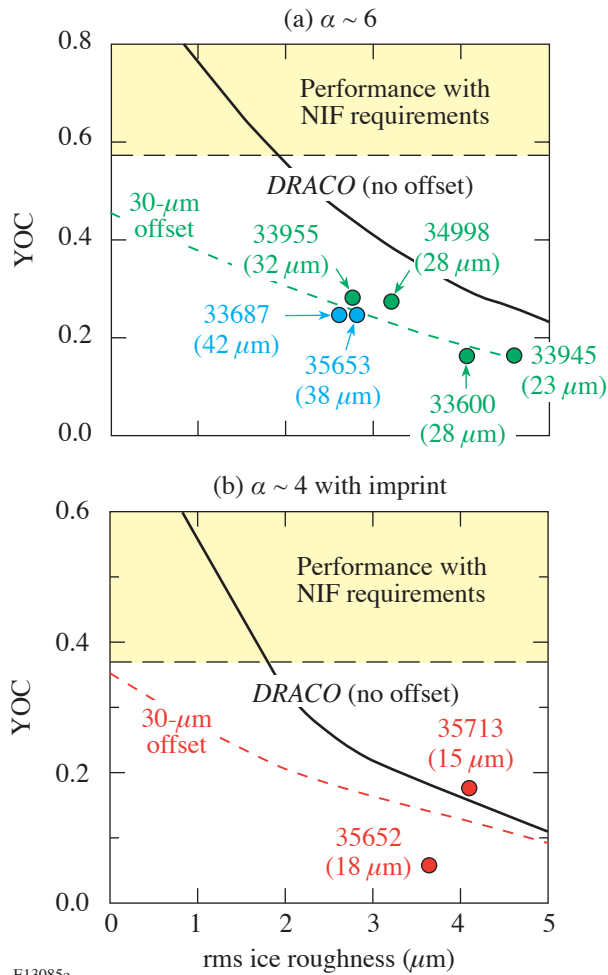 (a) α ~ 6
0.8
0.6
0.4
0.2
0.0
YOC
Performance with
NIF requirements
DRACO (no offset)
30-μm
offset
33955
(32 μm)
34998
(28 μm)
33687
(42 μm)
35653
(38 μm)
33945
(23 μm)
33600
(28 μm)
(b) α ~ 4 with imprint
0.6
0.4
0.2
0.0
YOC
Performance with
NIF requirements
DRACO (no offset)
30-μm
offset
35713
(15 μm)
35652
(18 μm)
0 1 2 3 4 5
rms ice roughness (μm)